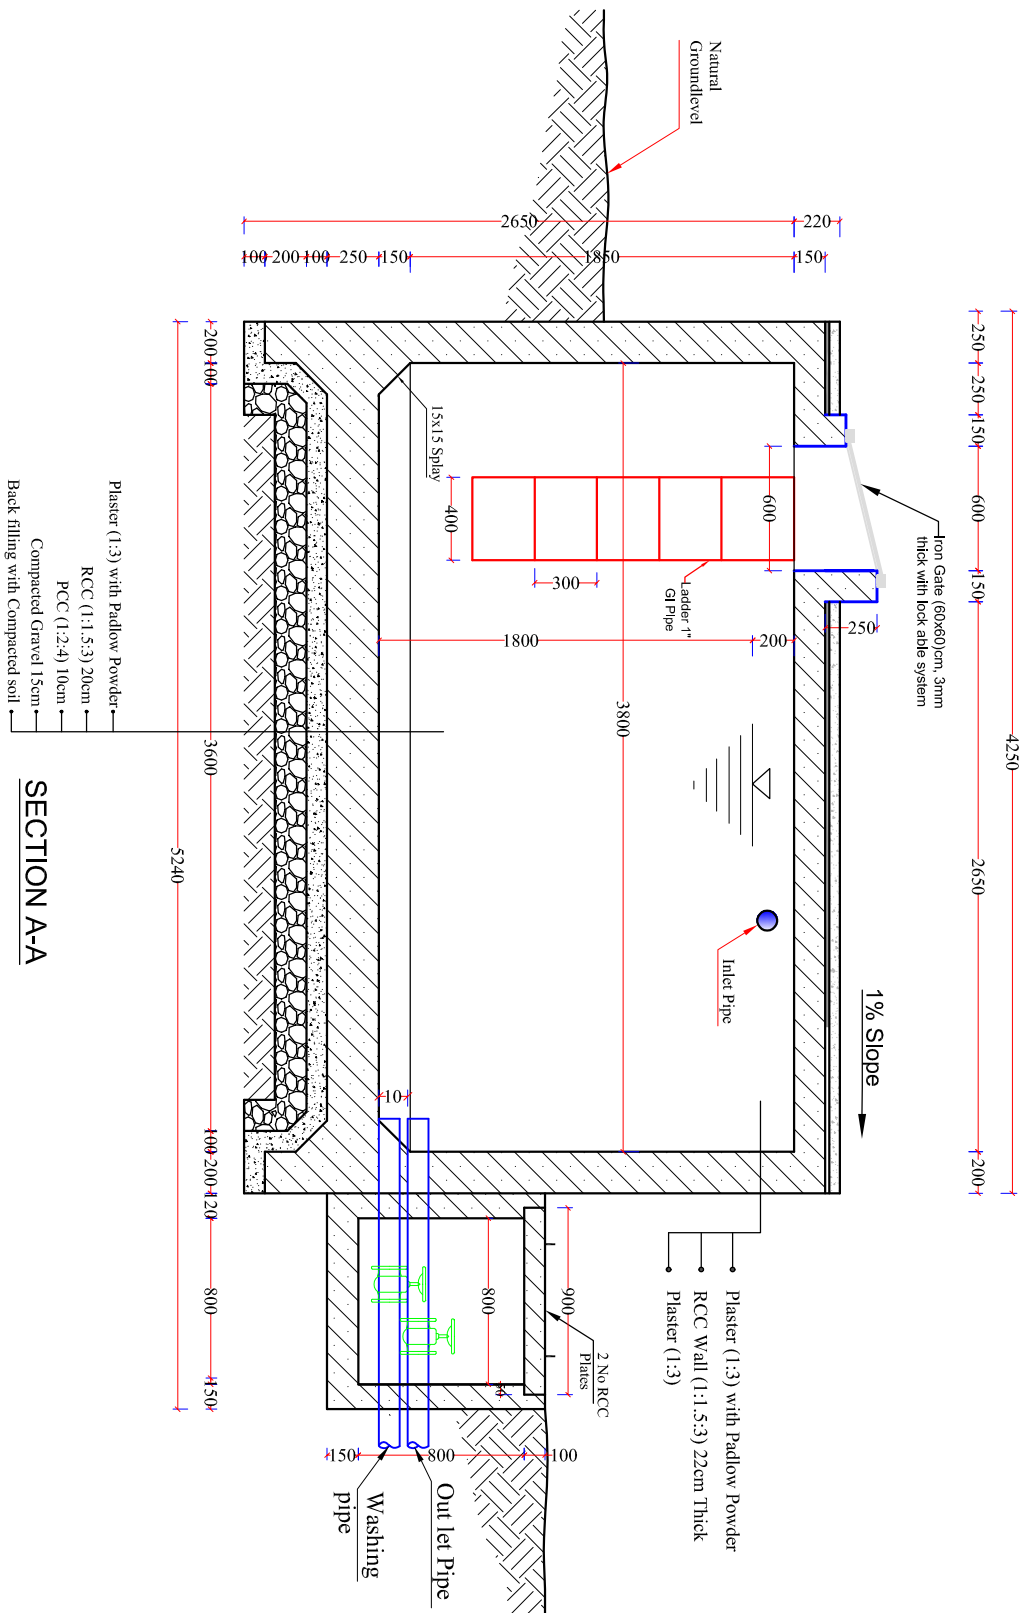 4250
250
250
150
600
150
2650
200
1% Slope
Iron Gate (60x60)cm, 3mm
thick with lock able system
250
220
2650
150
1850
150
250
100
200
100
Natural
Groundlevel
600
200
1800
3800
Inlet Pipe
Ladder 1"
GI Pipe
300
400
15x15 Splay
10
Plaster (1:3) with Padlow Powder
RCC Wall (1:1.5:3) 22cm Thick
Plaster (1:3)
2 No RCC
Plates
900
800
50
100
800
150
Out let Pipe
Washing
pipe
200
100
3600
100
200
120
800
150
5240
Plaster (1:3) with Padlow Powder
RCC (1:1.5:3) 20cm
PCC (1:2:4) 10cm
Compacted Gravel 15cm
Back filling with Compacted soil
SECTION A-A